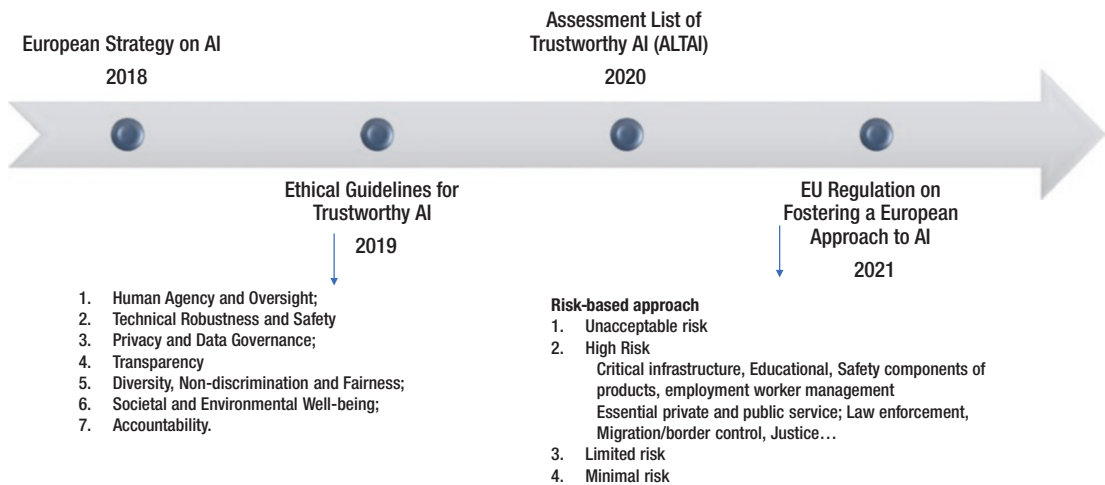 European Strategy on AI
2018
Assessment List of
Trustworthy AI (ALTAI)
2020
Ethical Guidelines for
Trustworthy AI
2019
EU Regulation on
Fostering a European
Approach to AI
2021
1. Human Agency and Oversight;
2. Technical Robustness and Safety
3. Privacy and Data Governance;
4. Transparency
5. Diversity, Non-discrimination and Fairness;
6. Societal and Environmental Well-being;
7. Accountability.
Risk-based approach
1. Unacceptable risk
2. High Risk
Critical infrastructure, Educational, Safety components of
products, employment worker management
Essential private and public service; Law enforcement,
Migration/border control, Justice…
3. Limited risk
4. Minimal risk